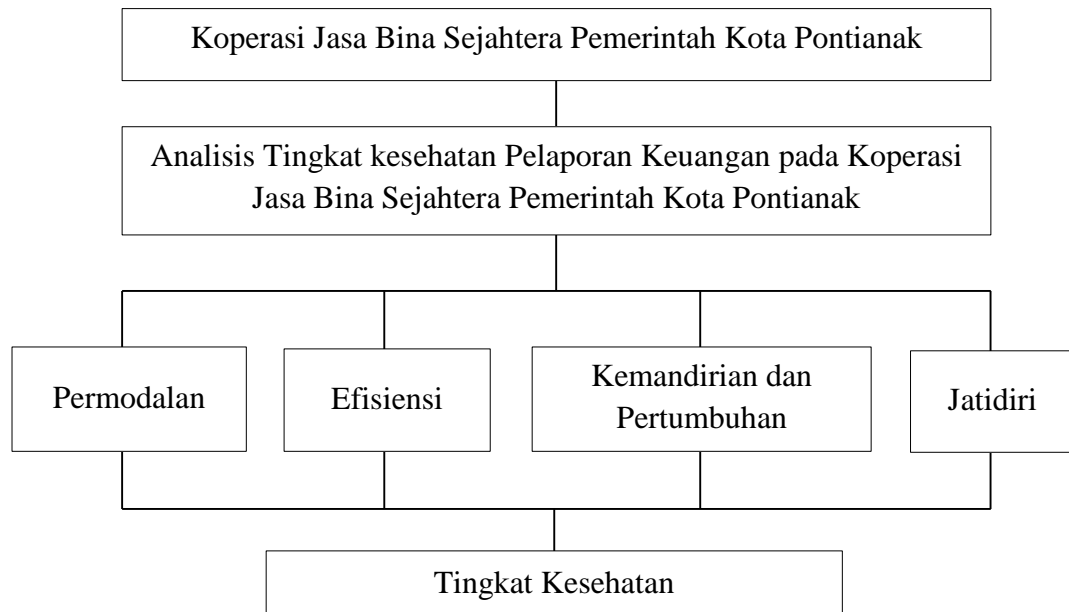 Koperasi Jasa Bina Sejahtera Pemerintah Kota Pontianak
Analisis Tingkat kesehatan Pelaporan Keuangan pada Koperasi
Jasa Bina Sejahtera Pemerintah Kota Pontianak
Permodalan
Efisiensi
Kemandirian dan
Pertumbuhan
Jatidiri
Tingkat Kesehatan